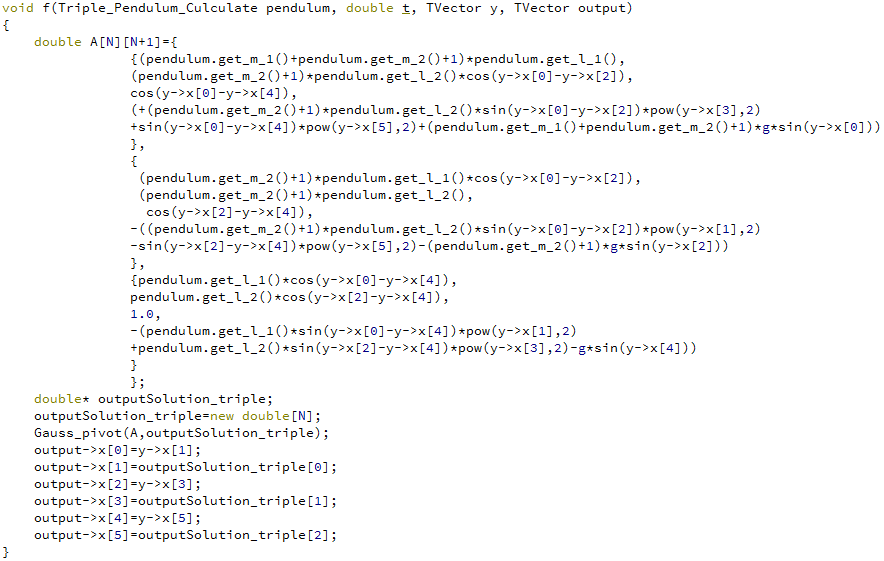 void f(Triple_Pendulum_Culculate pendulum, double t, TVector y, TVector output)
{
    double A[N][N+1]={
                {(pendulum.get_m_1()+pendulum.get_m_2()+1)*pendulum.get_l_1(),
                (pendulum.get_m_2()+1)*pendulum.get_l_2()*cos(y->x[0]-y->x[2]),
                cos(y->x[0]-y->x[4]),
                (+(pendulum.get_m_2()+1)*pendulum.get_l_2()*sin(y->x[0]-y->x[2])*pow(y->x[3],2)
                +sin(y->x[0]-y->x[4])*pow(y->x[5],2)+(pendulum.get_m_1()+pendulum.get_m_2()+1)*g*sin(y->x[0]))
                },
                {
                 (pendulum.get_m_2()+1)*pendulum.get_l_1()*cos(y->x[0]-y->x[2]),
                 (pendulum.get_m_2()+1)*pendulum.get_l_2(),
                  cos(y->x[2]-y->x[4]),
                -((pendulum.get_m_2()+1)*pendulum.get_l_2()*sin(y->x[0]-y->x[2])*pow(y->x[1],2)
                -sin(y->x[2]-y->x[4])*pow(y->x[5],2)-(pendulum.get_m_2()+1)*g*sin(y->x[2]))
                },
                {pendulum.get_l_1()*cos(y->x[0]-y->x[4]),
                pendulum.get_l_2()*cos(y->x[2]-y->x[4]),
                1.0,
                -(pendulum.get_l_1()*sin(y->x[0]-y->x[4])*pow(y->x[1],2)
                +pendulum.get_l_2()*sin(y->x[2]-y->x[4])*pow(y->x[3],2)-g*sin(y->x[4]))
                }
                };
    double* outputSolution_triple;
    outputSolution_triple=new double[N];
    Gauss_pivot(A,outputSolution_triple);
    output->x[0]=y->x[1];
    output->x[1]=outputSolution_triple[0];
    output->x[2]=y->x[3];
    output->x[3]=outputSolution_triple[1];
    output->x[4]=y->x[5];
    output->x[5]=outputSolution_triple[2];
}